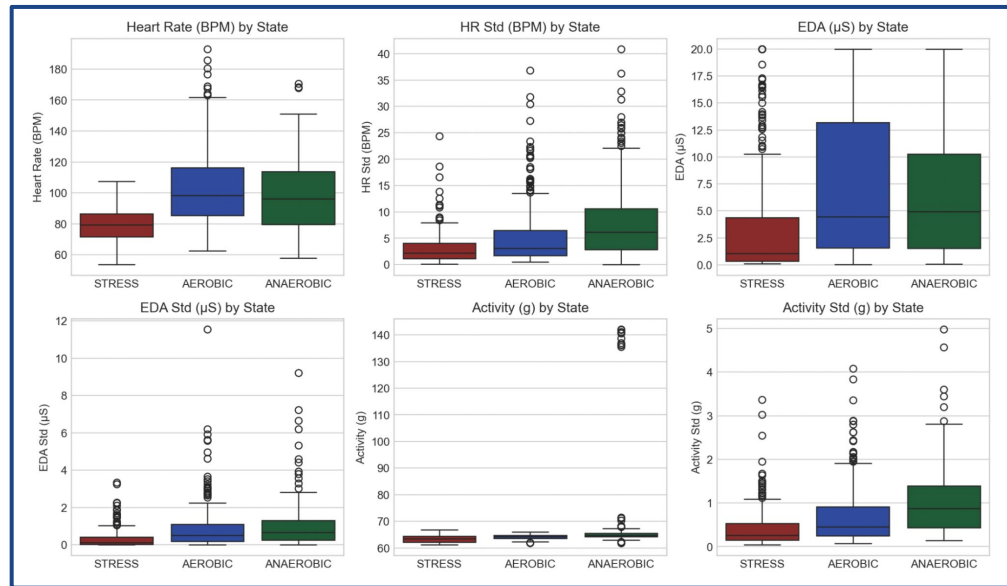 Heart Rate (BPM) by State
Heart Rate (BPM)
180
160
140
120
100
80
60
STRESS AEROBIC ANAEROBIC
HR Std (BPM) by State
HR Std (BPM)
40
35
30
25
20
15
10
5
0
STRESS AEROBIC ANAEROBIC
EDA (µS) by State
EDA (µS)
20.0
17.5
15.0
12.5
10.0
7.5
5.0
2.5
0.0
STRESS AEROBIC ANAEROBIC
EDA Std (µS) by State
EDA Std (µS)
12
10
8
6
4
2
0
STRESS AEROBIC ANAEROBIC
Activity (g) by State
Activity (g)
140
130
120
110
100
90
80
70
60
STRESS AEROBIC ANAEROBIC
Activity Std (g) by State
Activity Std (g)
5
4
3
2
1
0
STRESS AEROBIC ANAEROBIC